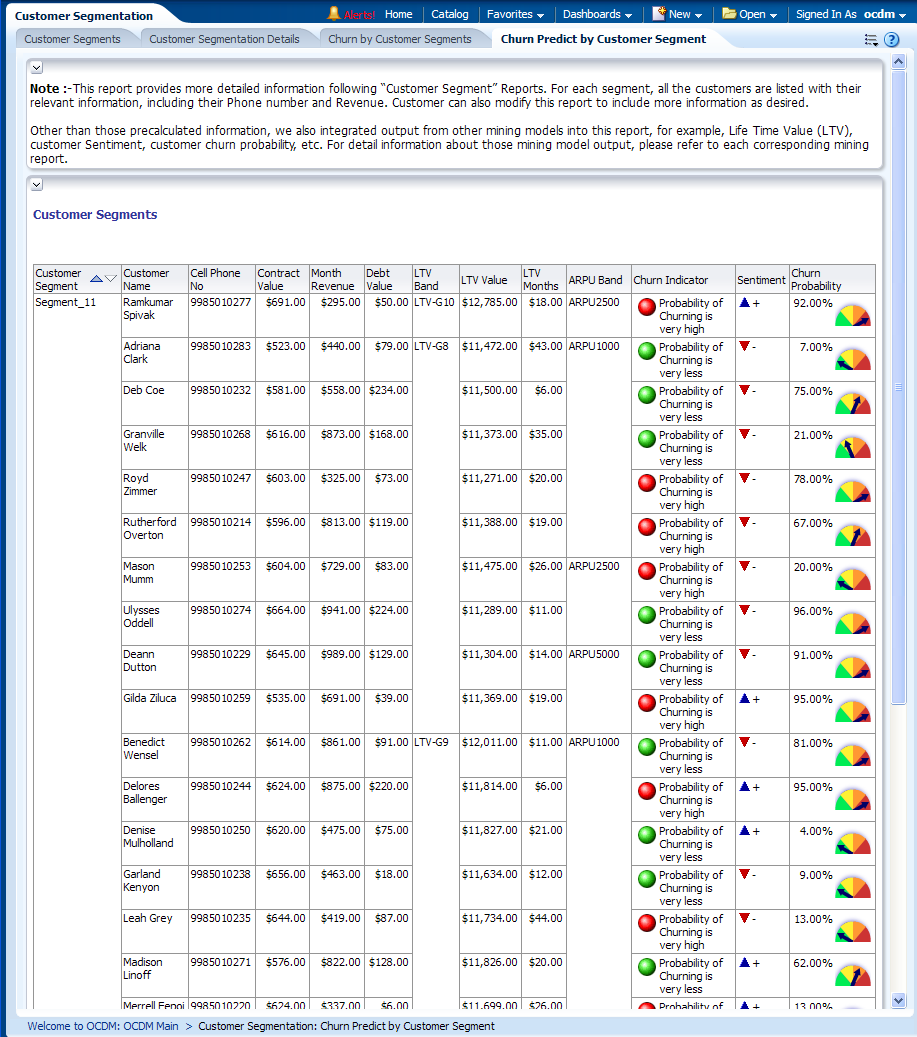 Customer Segmentation
Alerts! Home Catalog Favorites Dashboards New Open Signed In As ocdm
Customer Segments Customer Segmentation Details Churn by Customer Segments Churn Predict by Customer Segment
Note :-This report provides more detailed information following “Customer Segment” Reports. For each segment, all the customers are listed with their
relevant information, including their Phone number and Revenue. Customer can also modify this report to include more information as desired.
Other than those precalculated information, we also integrated output from other mining models into this report, for example, Life Time Value (LTV),
customer Sentiment, customer churn probability, etc. For detail information about those mining model output, please refer to each corresponding mining
report.
Customer Segments
Customer Segment Customer Name Cell Phone No Contract Value Month Revenue Debt Value LTV Band LTV Value LTV Months ARPU Band Churn Indicator Sentiment Churn Probability
Segment_11 Ramkumar Spivak 9985010277 $691.00 $295.00 $50.00 LTV-G10 $12,785.00 $18.00 ARPU2500 Probability of Churning is very high + 92.00%
Adriana Clark 9985010283 $523.00 $440.00 $79.00 LTV-G8 $11,472.00 $43.00 ARPU1000 Probability of Churning is very less - 7.00%
Deb Coe 9985010232 $581.00 $558.00 $234.00 $11,500.00 $6.00 Probability of Churning is very less - 75.00%
Granville Welk 9985010268 $616.00 $873.00 $168.00 $11,373.00 $35.00 Probability of Churning is very less - 21.00%
Royd Zimmer 9985010247 $603.00 $325.00 $73.00 $11,271.00 $20.00 Probability of Churning is very high - 78.00%
Rutherford Overton 9985010214 $596.00 $813.00 $119.00 $11,388.00 $19.00 Probability of Churning is very high - 67.00%
Mason Mumm 9985010253 $604.00 $729.00 $83.00 $11,475.00 $26.00 ARPU2500 Probability of Churning is very high - 20.00%
Ulysses Oddell 9985010274 $664.00 $941.00 $224.00 $11,289.00 $11.00 Probability of Churning is very less - 96.00%
Deann Dutton 9985010229 $645.00 $989.00 $129.00 $11,304.00 $14.00 ARPU5000 Probability of Churning is very less - 91.00%
Gilda Ziluca 9985010259 $535.00 $691.00 $39.00 $11,369.00 $19.00 Probability of Churning is very high + 95.00%
Benedict Wensel 9985010262 $614.00 $861.00 $91.00 LTV-G9 $12,011.00 $11.00 ARPU1000 Probability of Churning is very less - 81.00%
Delores Ballenger 9985010244 $624.00 $875.00 $220.00 $11,814.00 $6.00 Probability of Churning is very high + 95.00%
Denise Mulholland 9985010250 $620.00 $475.00 $75.00 $11,827.00 $21.00 Probability of Churning is very less + 4.00%
Garland Kenyon 9985010238 $656.00 $463.00 $18.00 $11,634.00 $12.00 Probability of Churning is very less - 9.00%
Leah Grey 9985010235 $644.00 $419.00 $87.00 $11,734.00 $44.00 Probability of Churning is very high - 13.00%
Madison Linoff 9985010271 $576.00 $822.00 $128.00 $11,826.00 $20.00 Probability of Churning is very less + 62.00%
Merrell 9985010220 $624.00 $337.00 $6.00 $11,699.00 $26.00 Probability of + 13.00%
Welcome to OCDM: OCDM Main > Customer Segmentation: Churn Predict by Customer Segment